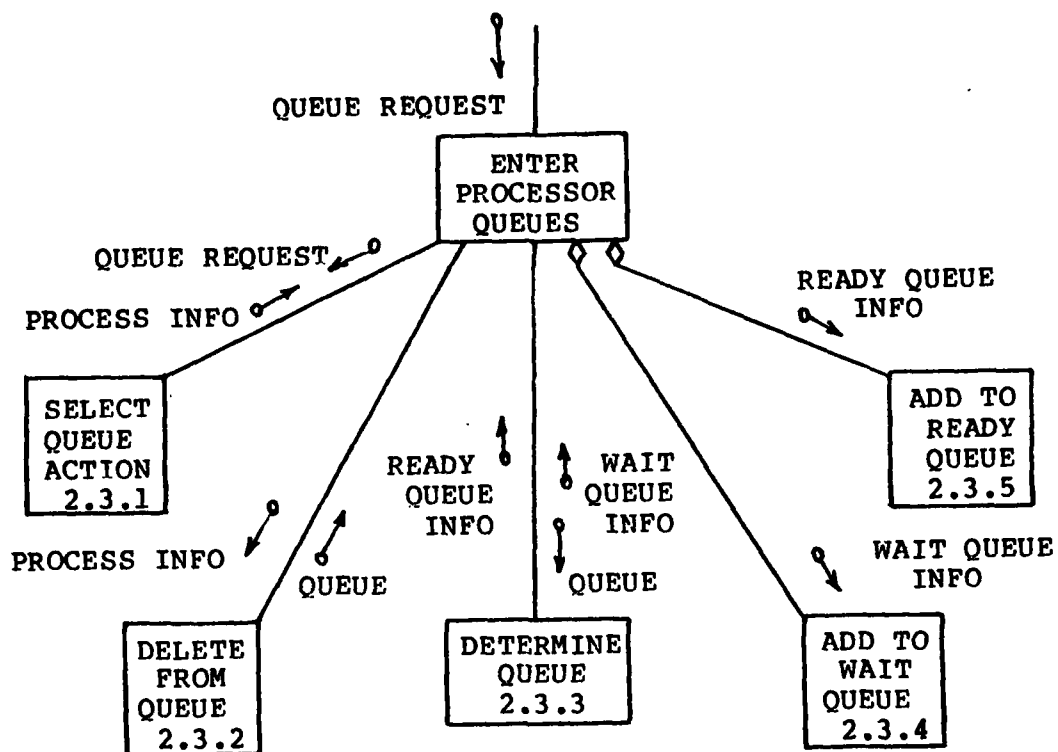 QUEUE REQUEST
ENTER
PROCESSOR
QUEUES
QUEUE REQUEST
PROCESS INFO
READY QUEUE
INFO
SELECT
QUEUE
ACTION
2.3.1
READY
QUEUE
INFO
WAIT
QUEUE
INFO
ADD TO
READY
QUEUE
2.3.5
PROCESS INFO
QUEUE
QUEUE
WAIT QUEUE
INFO
DELETE
FROM
QUEUE
2.3.2
DETERMINE
QUEUE
2.3.3
ADD TO
WAIT
QUEUE
2.3.4